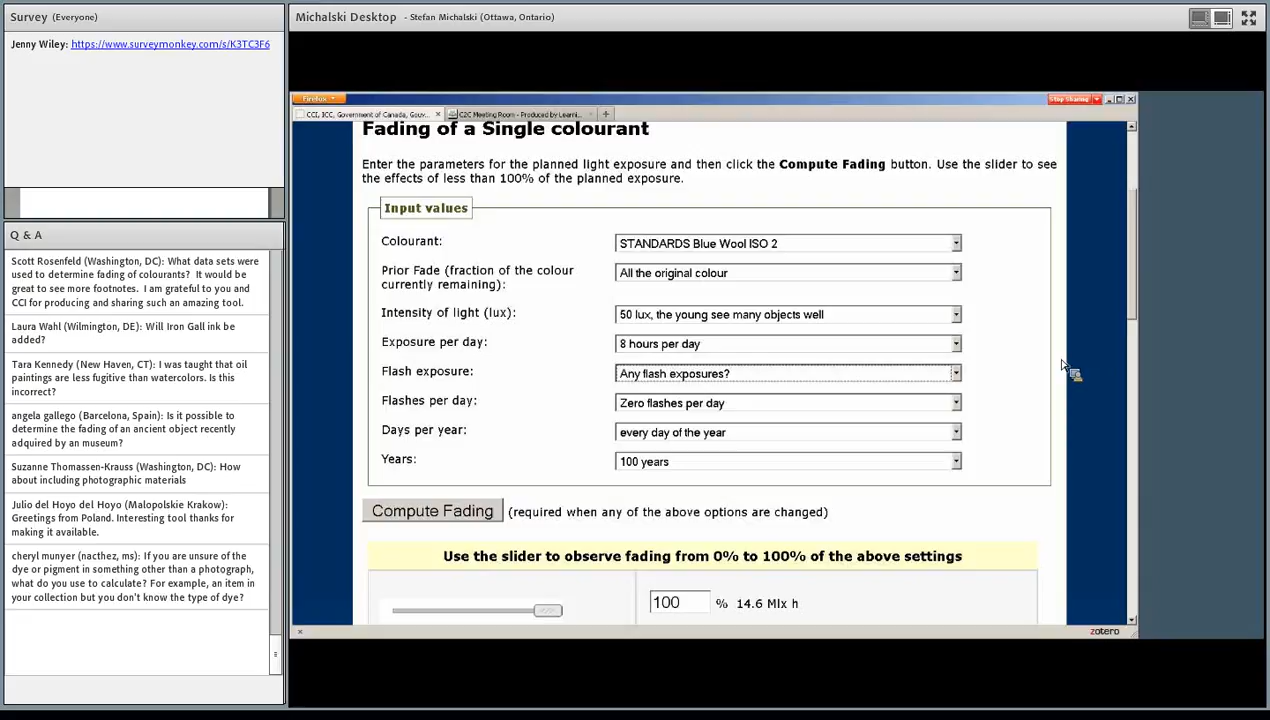 Survey (Everyone)
Jenny Wiley: https://www.surveymonkey.com/s/K3TC3F6
Q & A
Scott Rosenfeld (Washington, DC): What data sets were
used to determine fading of colourants? It would be
great to see more footnotes. I am grateful to you and
CCI for producing and sharing such an amazing tool.
Laura Wahl (Wilmington, DE): Will Iron Gall ink be
added?
Tara Kennedy (New Haven, CT): I was taught that oil
paintings are less fugitive than watercolors. Is this
incorrect?
angela gallego (Barcelona, Spain): Is it possible to
determine the fading of an ancient object recently
adquired by an museum?
Suzanne Thomassen-Krauss (Washington, DC): How
about including photographic materials
Julio del Hoyo del Hoyo (Malopolskie Krakow):
Greetings from Poland. Interesting tool thanks for
making it available.
cheryl munyer (nacthez, ms): If you are unsure of the
dye or pigment in something other than a photograph,
what do you use to calculate? For example, an item in
your collection but you don't know the type of dye?
Michalski Desktop - Stefan Michalski (Ottawa, Ontario)
Firefox
Stop Sharing
CCI, ICC, Government of Canada, Gouv...
C2C Meeting Room - Produced by Learni...
Fading of a Single colourant
Enter the parameters for the planned light exposure and then click the Compute Fading button. Use the slider to see
the effects of less than 100% of the planned exposure.
Input values
Colourant: STANDARDS Blue Wool ISO 2
Prior Fade (fraction of the colour
currently remaining): All the original colour
Intensity of light (lux): 50 lux, the young see many objects well
Exposure per day: 8 hours per day
Flash exposure: Any flash exposures?
Flashes per day: Zero flashes per day
Days per year: every day of the year
Years: 100 years
Compute Fading (required when any of the above options are changed)
Use the slider to observe fading from 0% to 100% of the above settings
100 % 14.6 Mlx h
zotero